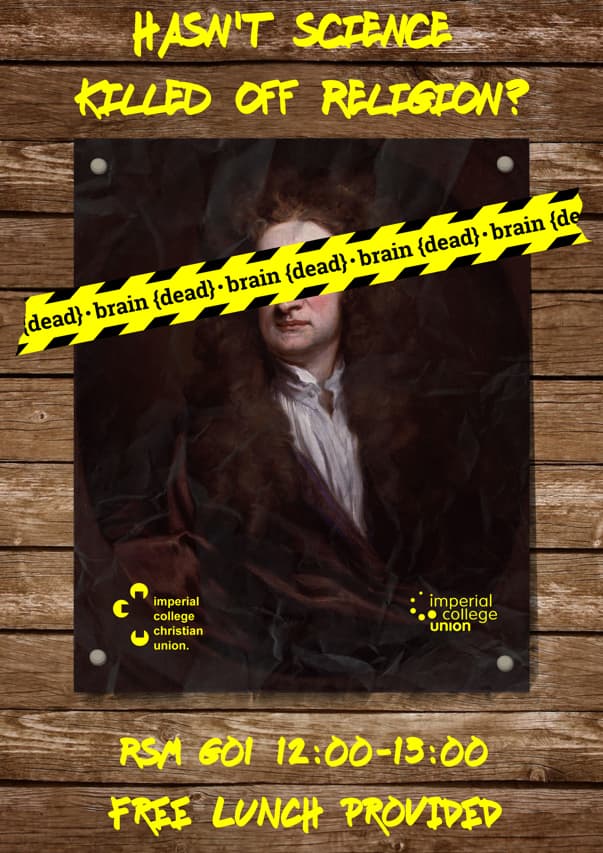 HASN'T SCIENCE
KILLED OFF RELIGION?
{dead}·brain {dead}·brain {dead}·brain {dead}·brain {de
imperial
college
christian
union.
imperial
college
union
RSM G01 12:00-13:00
FREE LUNCH PROVIDED